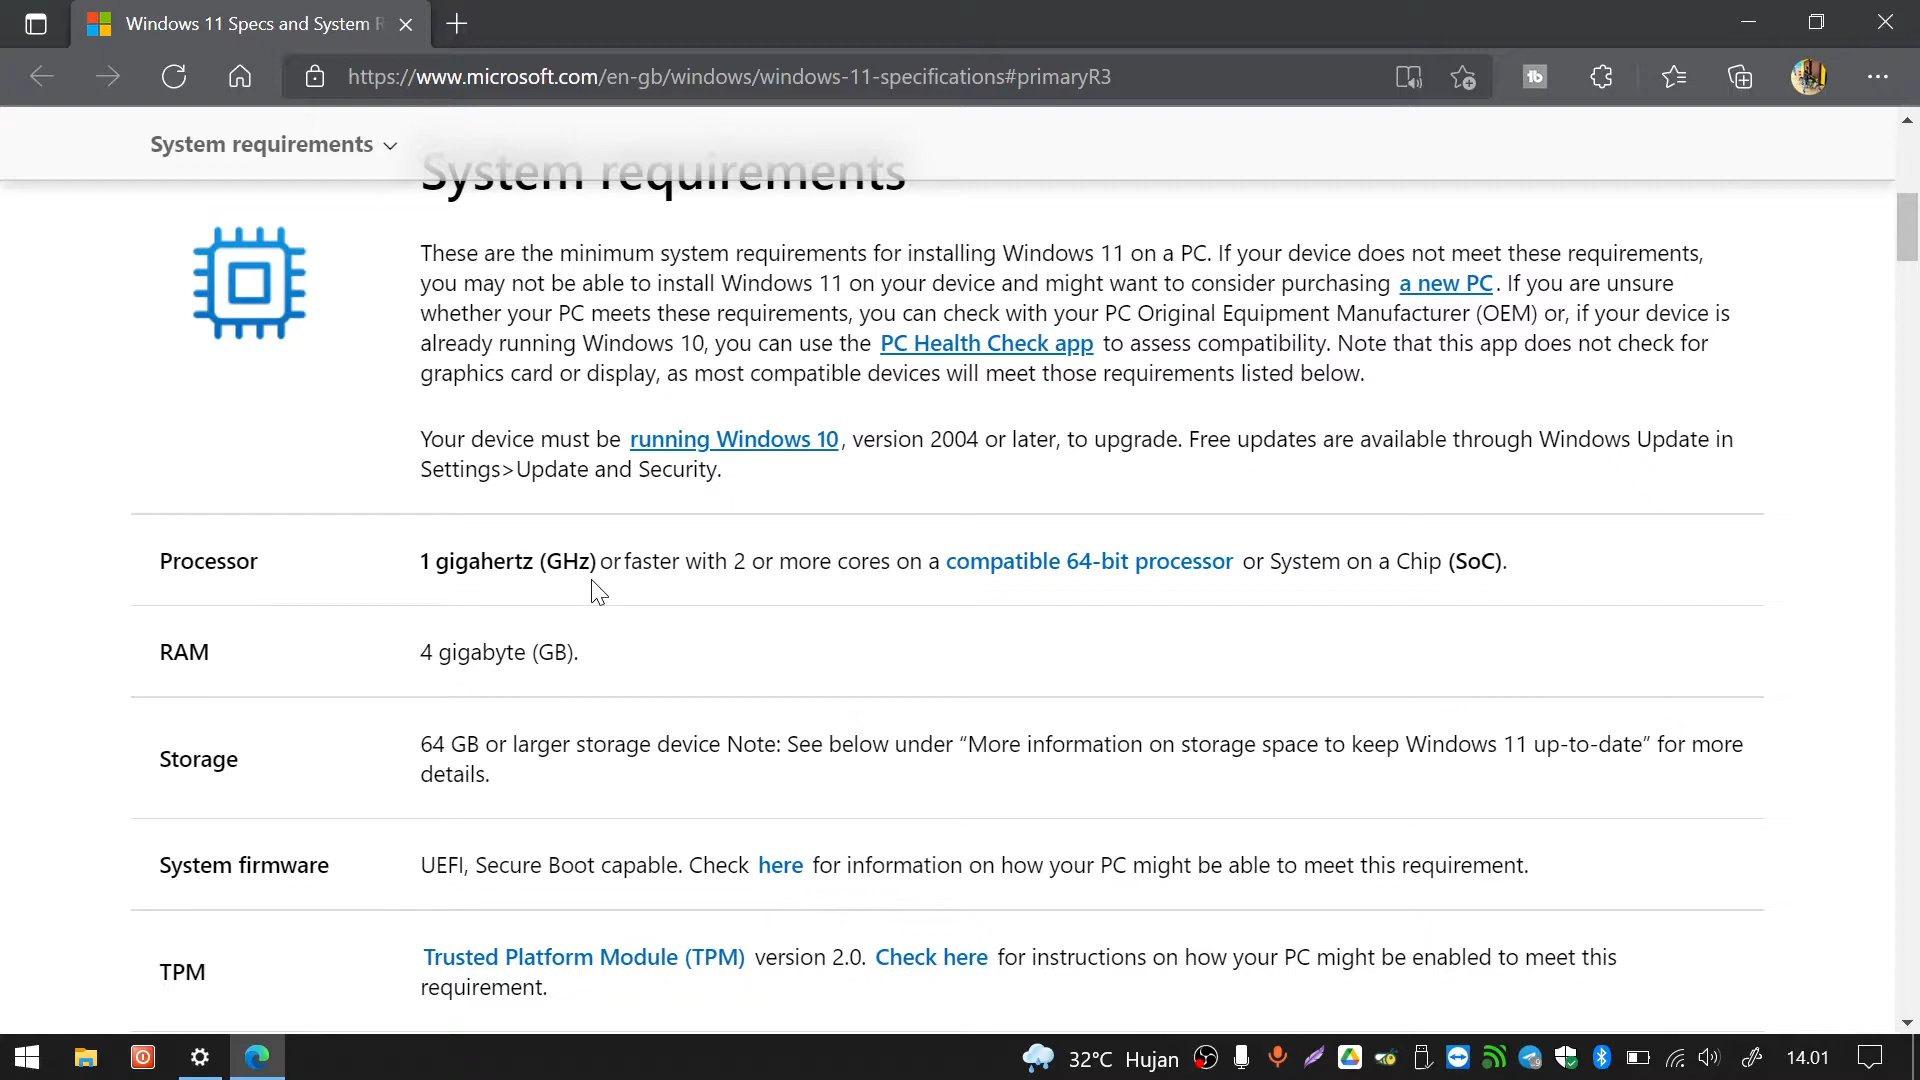 Windows 11 Specs and System R
https://www.microsoft.com/en-gb/windows/windows-11-specifications#primaryR3
System requirements
System requirements
These are the minimum system requirements for installing Windows 11 on a PC. If your device does not meet these requirements,
you may not be able to install Windows 11 on your device and might want to consider purchasing a new PC. If you are unsure
whether your PC meets these requirements, you can check with your PC Original Equipment Manufacturer (OEM) or, if your device is
already running Windows 10, you can use the PC Health Check app to assess compatibility. Note that this app does not check for
graphics card or display, as most compatible devices will meet those requirements listed below.
Your device must be running Windows 10, version 2004 or later, to upgrade. Free updates are available through Windows Update in
Settings>Update and Security.
Processor
1 gigahertz (GHz) or faster with 2 or more cores on a compatible 64-bit processor or System on a Chip (SoC).
RAM
4 gigabyte (GB).
Storage
64 GB or larger storage device Note: See below under “More information on storage space to keep Windows 11 up-to-date” for more
details.
System firmware
UEFI, Secure Boot capable. Check here for information on how your PC might be able to meet this requirement.
TPM
Trusted Platform Module (TPM) version 2.0. Check here for instructions on how your PC might be enabled to meet this
requirement.
32°C Hujan
14.01